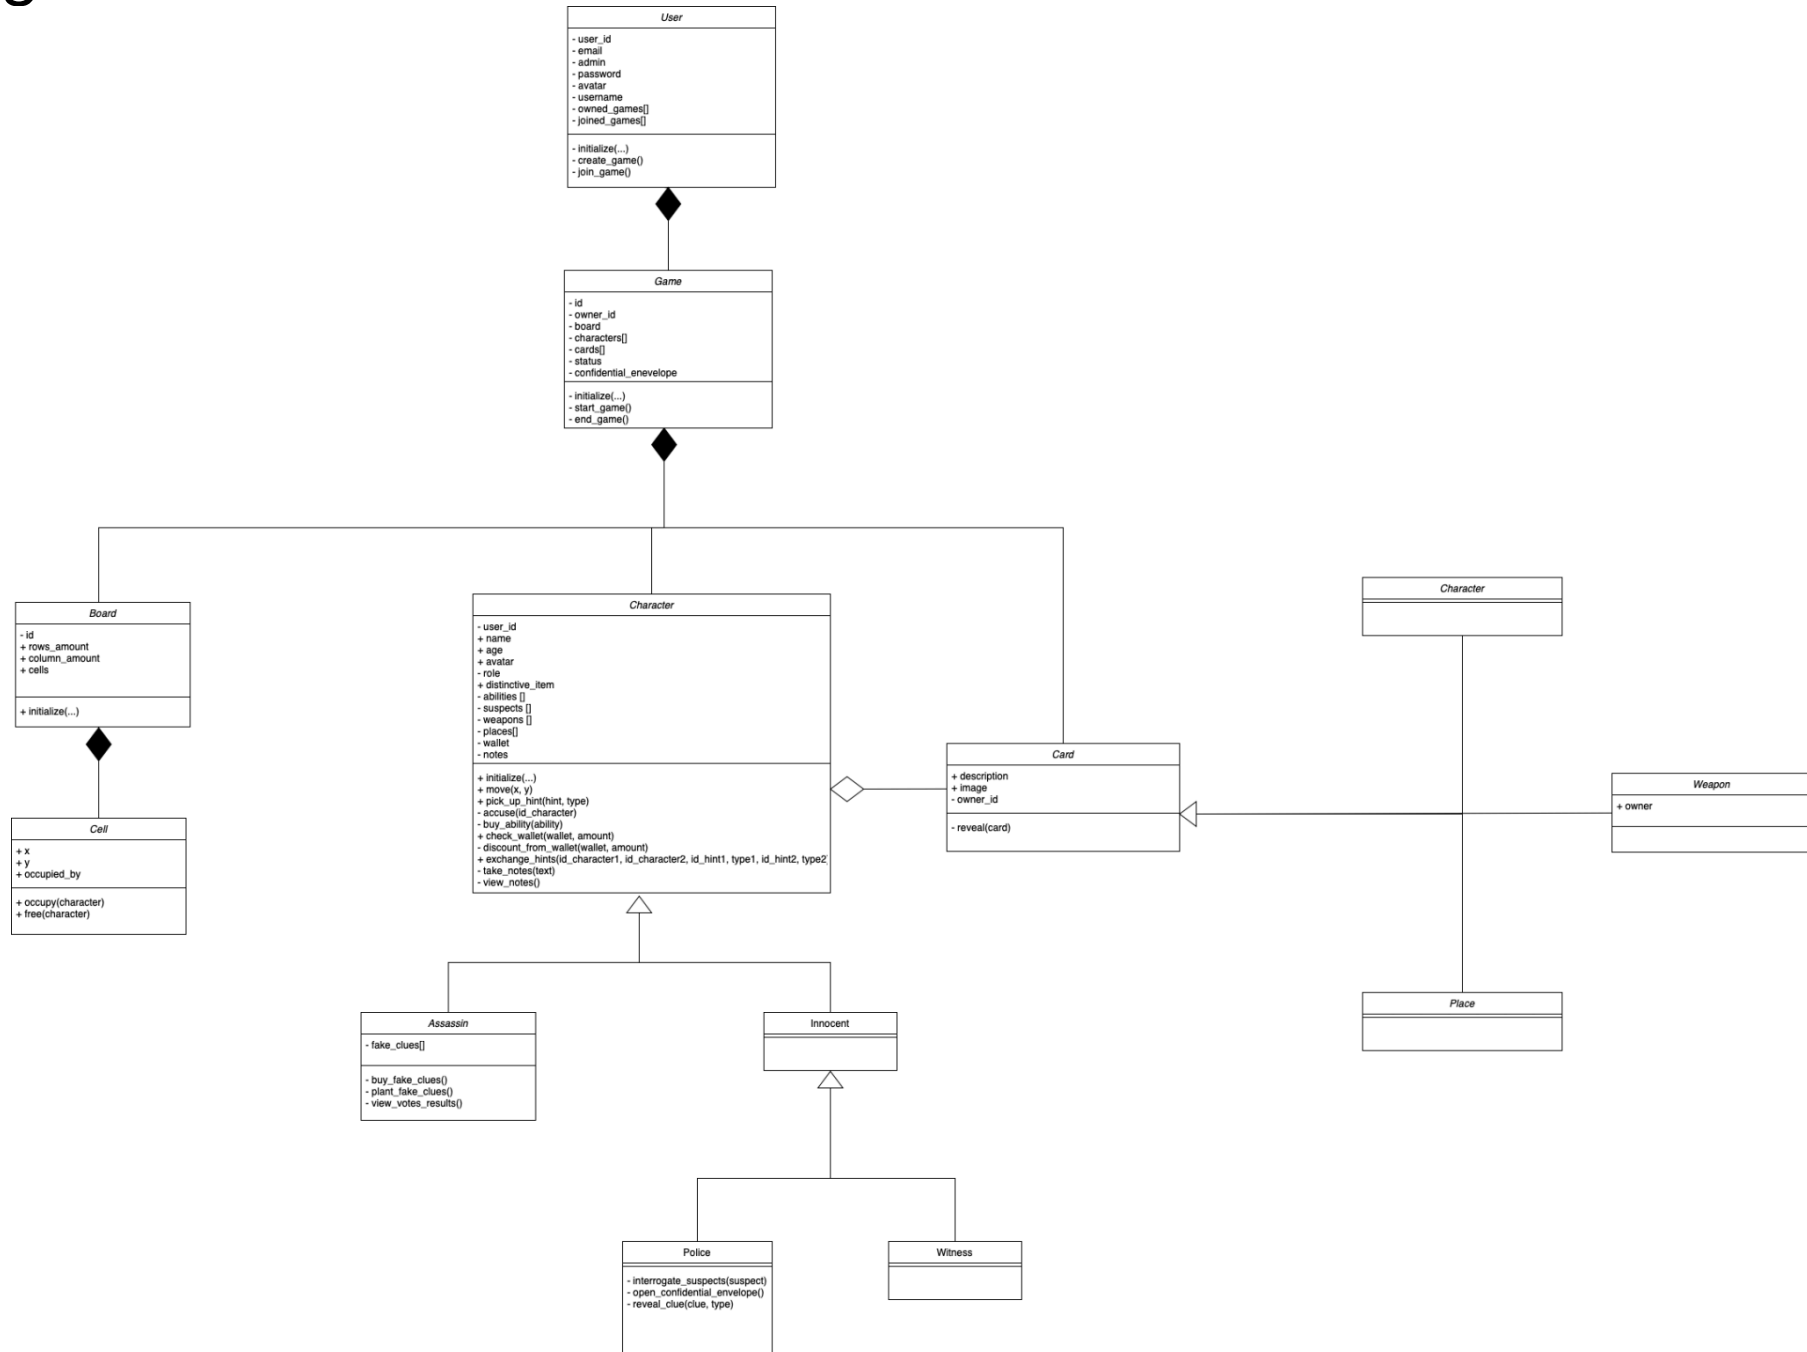 g
User
- user_id
- email
- admin
- password
- avatar
- username
- owned_games[]
- joined_games[]
- initialize(...)
- create_game()
- join_game()
Game
- id
- owner_id
- board
- characters[]
- cards[]
- status
- confidential_enevelope
- initialize(...)
- start_game()
- end_game()
Board
- id
+ rows_amount
+ column_amount
+ cells
+ initialize(...)
Cell
+ x
+ y
+ occupied_by
+ occupy(character)
+ free(character)
Character
- user_id
+ name
+ age
+ avatar
- role
+ distinctive_item
- abilities []
- suspects []
- weapons []
- places[]
- wallet
- notes
+ initialize(...)
+ move(x, y)
+ pick_up_hint(hint, type)
- accuse(id_character)
- buy_ability(ability)
+ check_wallet(wallet, amount)
- discount_from_wallet(wallet, amount)
+ exchange_hints(id_character1, id_character2, id_hint1, type1, id_hint2, type2)
- take_notes(text)
- view_notes()
Card
+ description
+ image
- owner_id
- reveal(card)
Character
Weapon
+ owner
Place
Assassin
- fake_clues[]
- buy_fake_clues()
- plant_fake_clues()
- view_votes_results()
Innocent
Police
- interrogate_suspects(suspect)
- open_confidential_envelope()
- reveal_clue(clue, type)
Witness